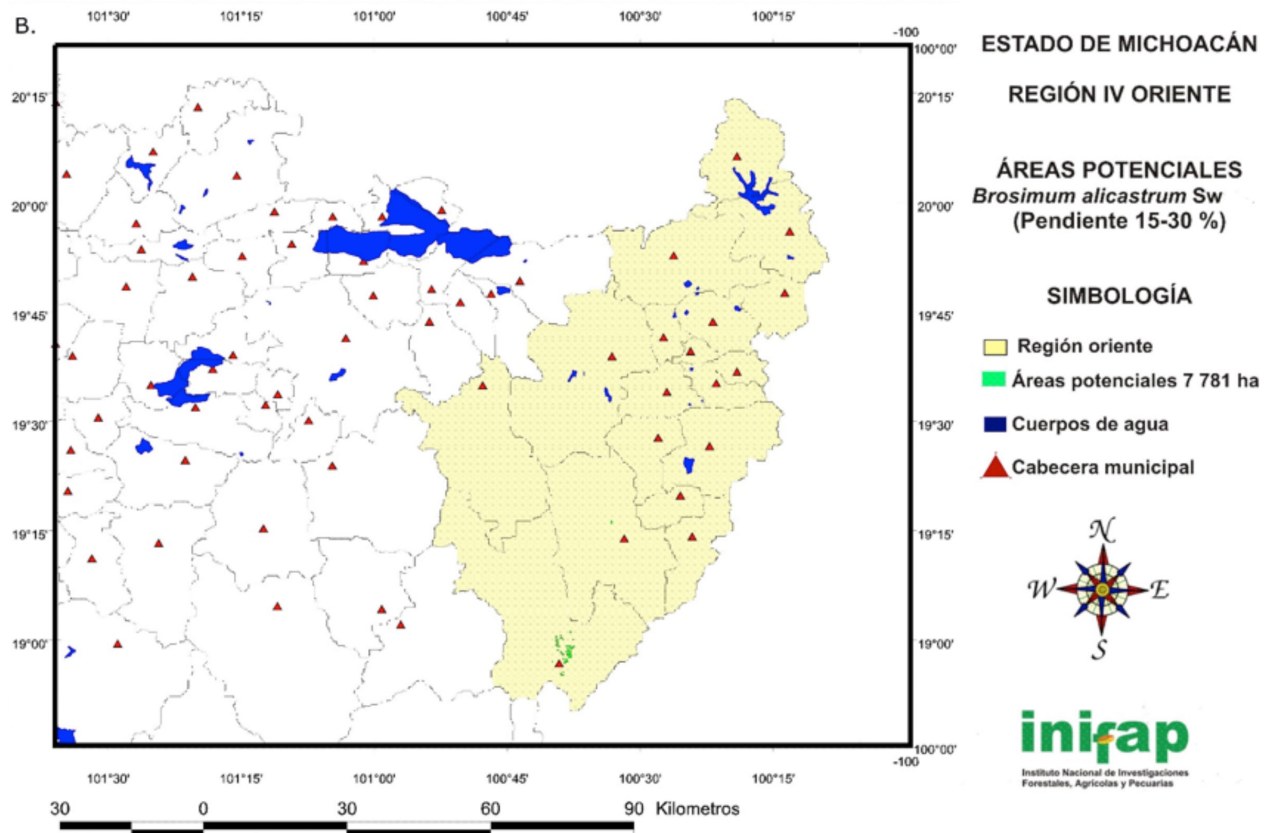 B.
101°30' 101°15' 101°00' 100°45' 100°30' 100°15'
-100
100°00'
20°15' 20°15'
20°00' 20°00'
19°45' 19°45'
19°30' 19°30'
19°15' 19°15'
19°00' 19°00'
100°00'
-100
101°30' 101°15' 101°00' 100°45' 100°30' 100°15'
30 0 30 60 90 Kilometros
ESTADO DE MICHOACÁN
REGIÓN IV ORIENTE
ÁREAS POTENCIALES
Brosimum alicastrum Sw
(Pendiente 15-30 %)
SIMBOLOGÍA
Región oriente
Áreas potenciales 7 781 ha
Cuerpos de agua
Cabecera municipal
N
W E
S
inifap
Instituto Nacional de Investigaciones
Forestales, Agrícolas y Pecuarias